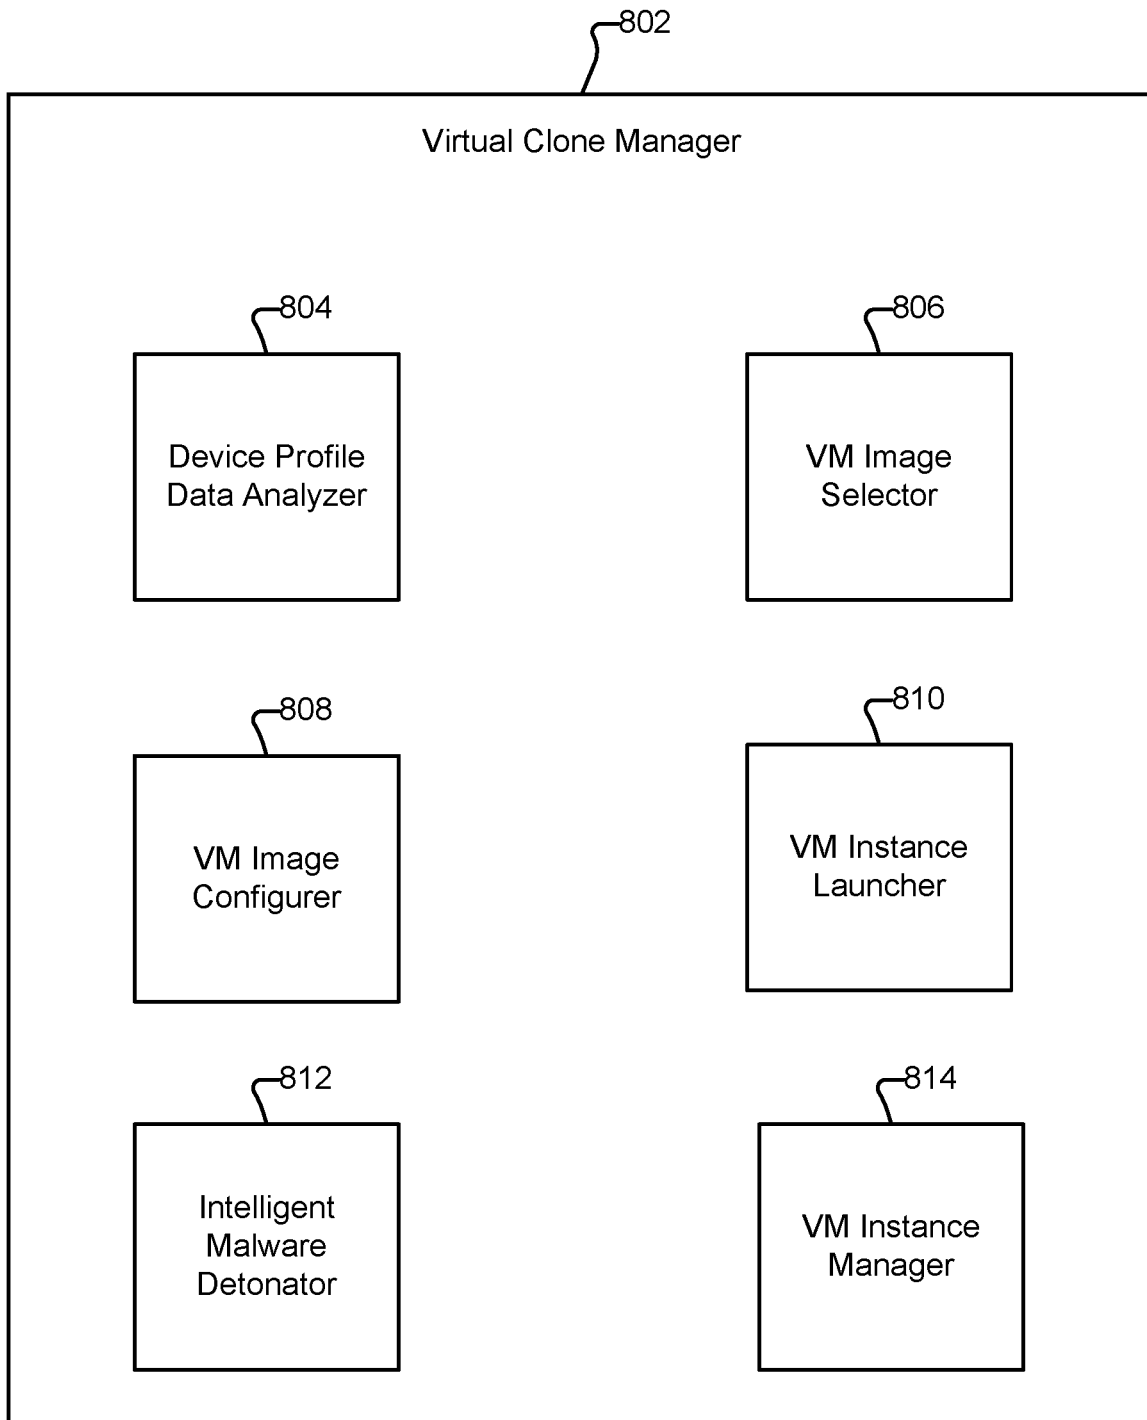 802
Virtual Clone Manager
804
Device Profile
Data Analyzer
806
VM Image
Selector
808
VM Image
Configurer
810
VM Instance
Launcher
812
Intelligent
Malware
Detonator
814
VM Instance
Manager